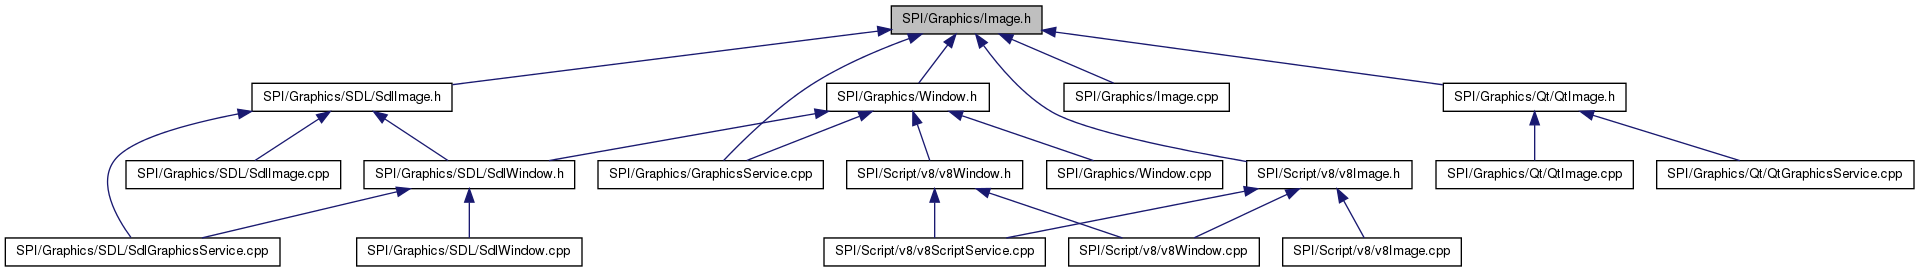 SPI/Graphics/Image.h
SPI/Graphics/SDL/SdlImage.h
SPI/Graphics/Window.h
SPI/Graphics/Image.cpp
SPI/Graphics/Qt/QtImage.h
SPI/Graphics/SDL/SdlImage.cpp
SPI/Graphics/SDL/SdlWindow.h
SPI/Graphics/GraphicsService.cpp
SPI/Script/v8/v8Window.h
SPI/Graphics/Window.cpp
SPI/Script/v8/v8Image.h
SPI/Graphics/Qt/QtImage.cpp
SPI/Graphics/Qt/QtGraphicsService.cpp
SPI/Graphics/SDL/SdlGraphicsService.cpp
SPI/Graphics/SDL/SdlWindow.cpp
SPI/Script/v8/v8ScriptService.cpp
SPI/Script/v8/v8Window.cpp
SPI/Script/v8/v8Image.cpp